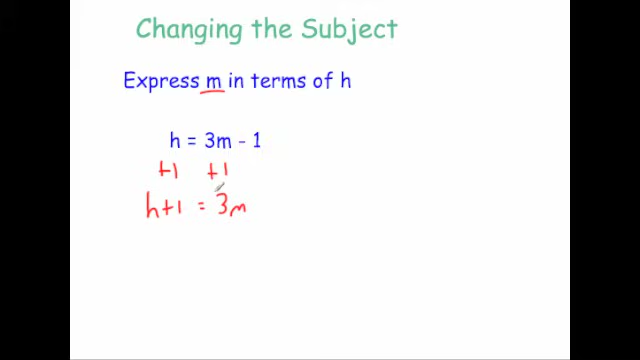 Changing the Subject
Express m in terms of h
h = 3m - 1
+1 +1
h+1 = 3m